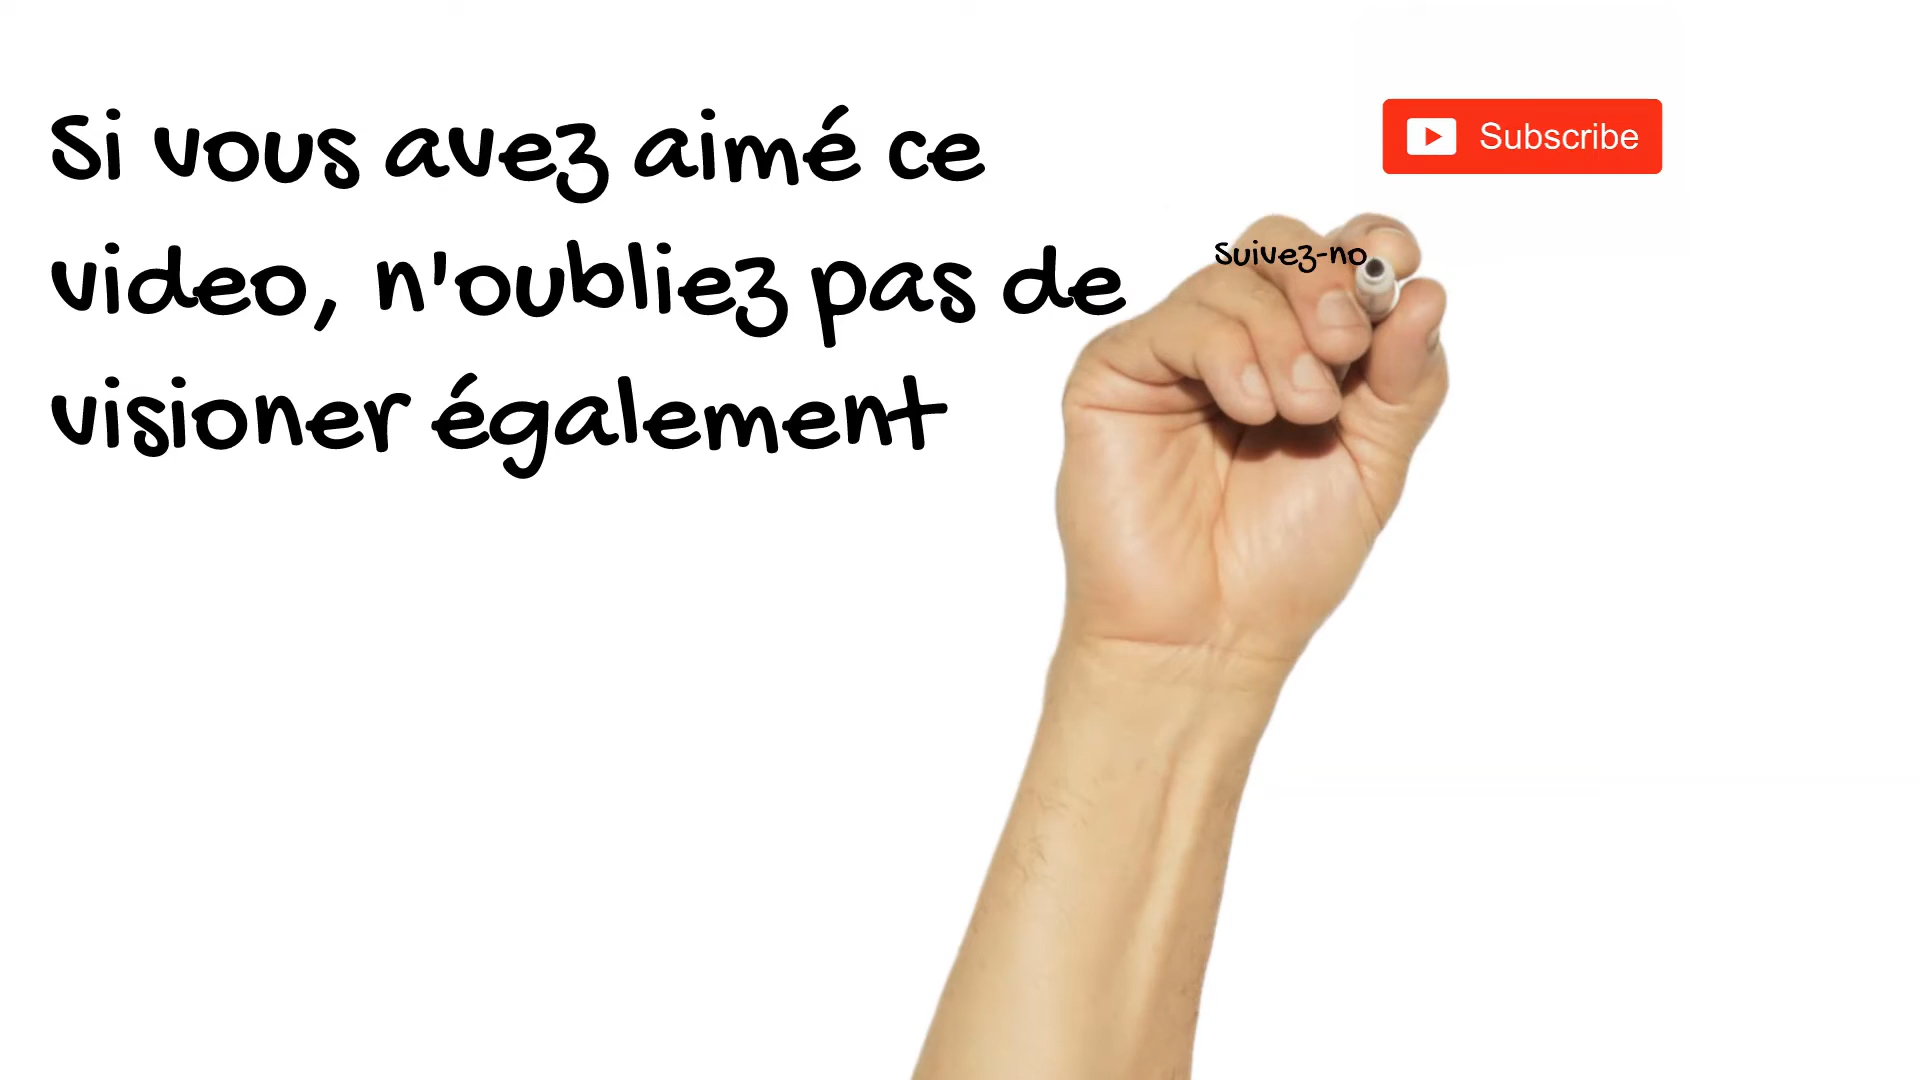 Si vous avez aimé ce
video, n'oubliez pas de
visioner également
Subscribe
Suivez-no